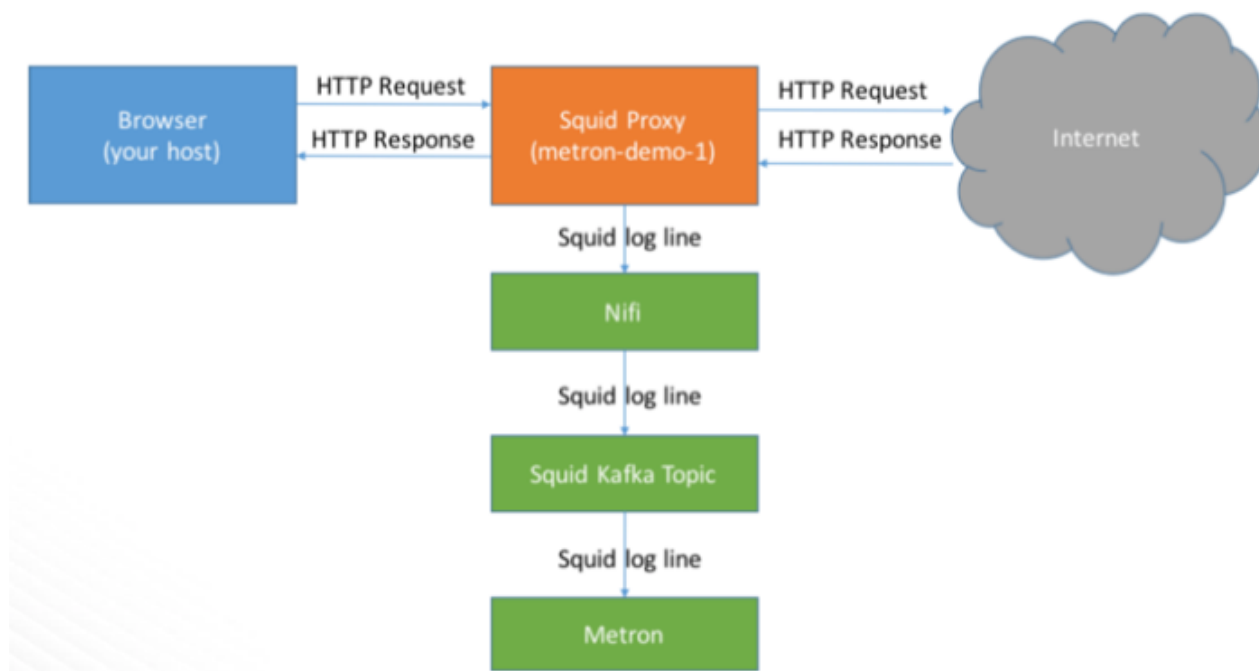 HTTP Request
HTTP Request
Browser
(your host)
Squid Proxy
(metron-demo-1)
Internet
HTTP Response
HTTP Response
Squid log line
Nifi
Squid log line
Squid Kafka Topic
Squid log line
Metron